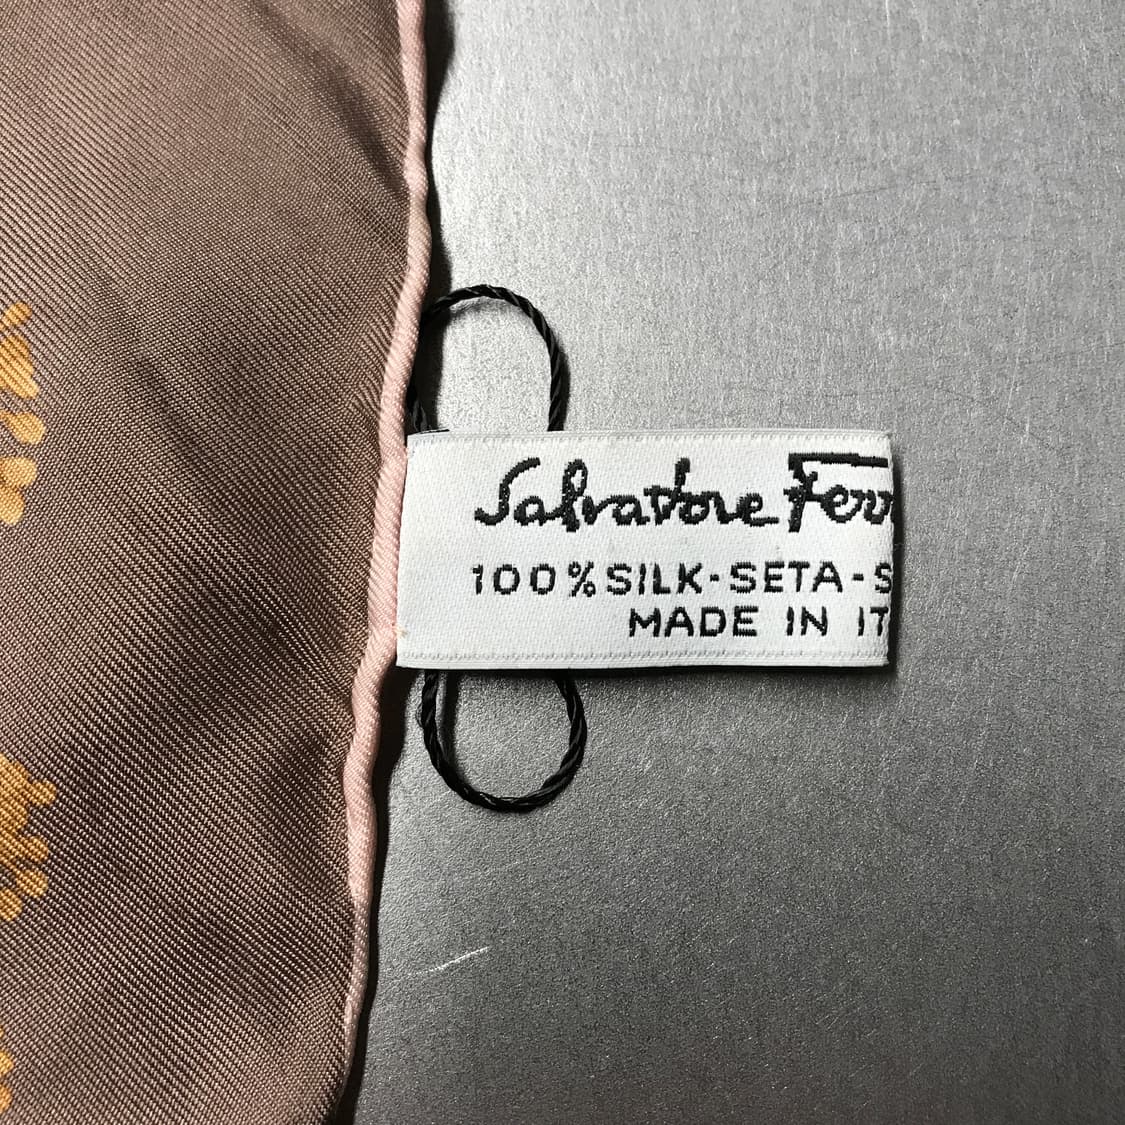 Salvatore Ferr
100% SILK-SETA-S
MADE IN IT